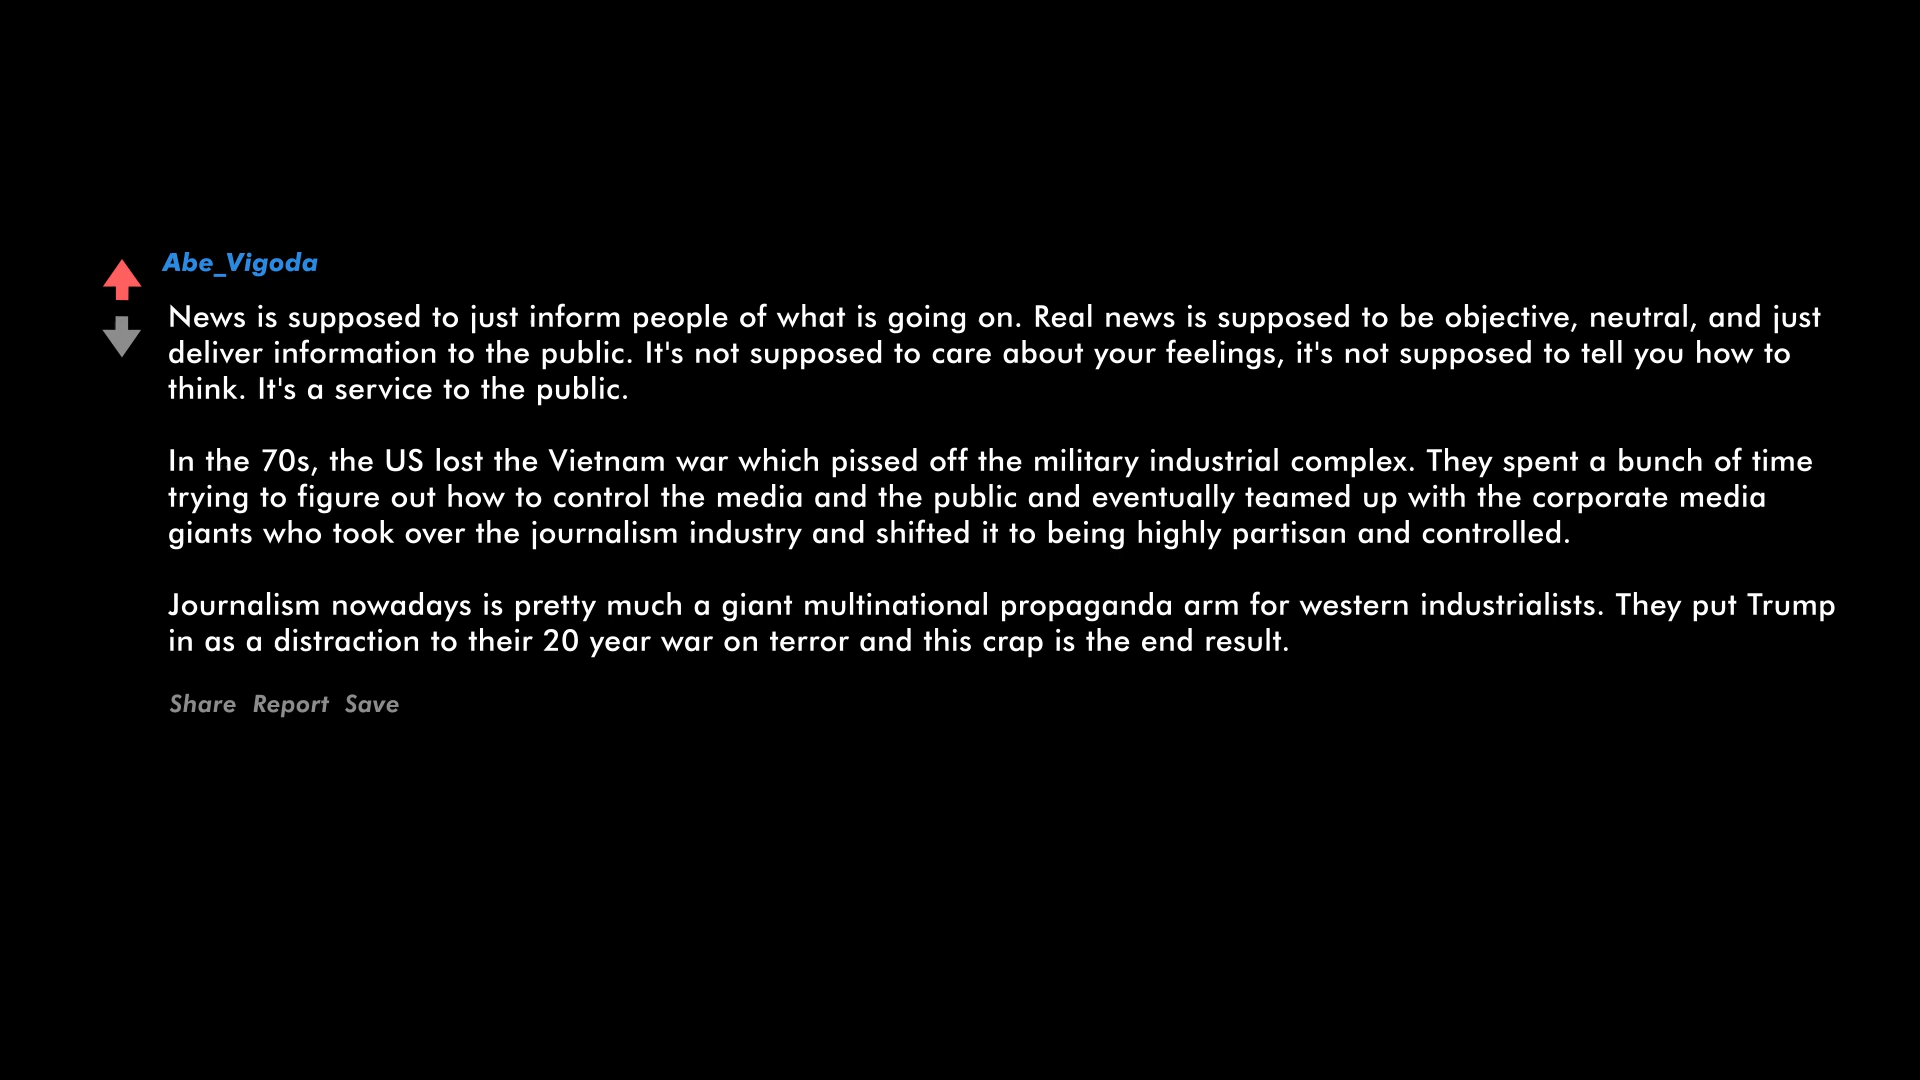 Abe_Vigoda
News is supposed to just inform people of what is going on. Real news is supposed to be objective, neutral, and just
deliver information to the public. It's not supposed to care about your feelings, it's not supposed to tell you how to
think. It's a service to the public.
In the 70s, the US lost the Vietnam war which pissed off the military industrial complex. They spent a bunch of time
trying to figure out how to control the media and the public and eventually teamed up with the corporate media
giants who took over the journalism industry and shifted it to being highly partisan and controlled.
Journalism nowadays is pretty much a giant multinational propaganda arm for western industrialists. They put Trump
in as a distraction to their 20 year war on terror and this crap is the end result.
Share Report Save